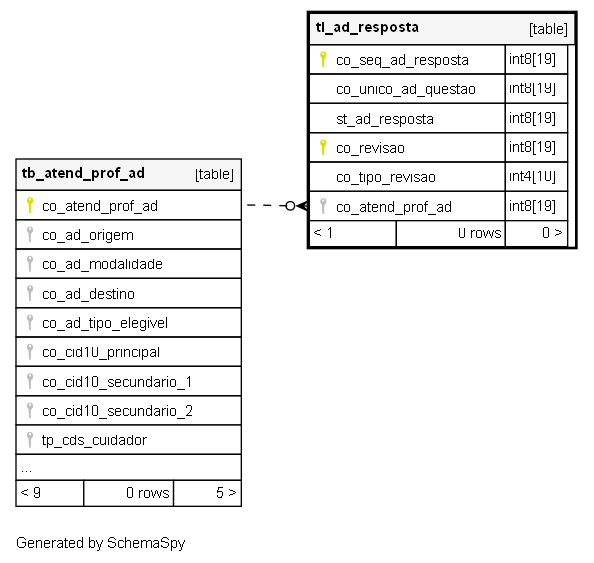 tl_ad_resposta [table]
co_seq_ad_resposta int8[19]
co_unico_ad_questao int8[19]
st_ad_resposta int8[19]
co_revisao int8[19]
co_tipo_revisao int4[10]
co_atend_prof_ad int8[19]
< 1 0 rows 0 >
tb_atend_prof_ad [table]
co_atend_prof_ad
co_ad_origem
co_ad_modalidade
co_ad_destino
co_ad_tipo_elegivel
co_cid10_principal
co_cid10_secundario_1
co_cid10_secundario_2
tp_cds_cuidador
...
< 9 0 rows 5 >
Generated by SchemaSpy